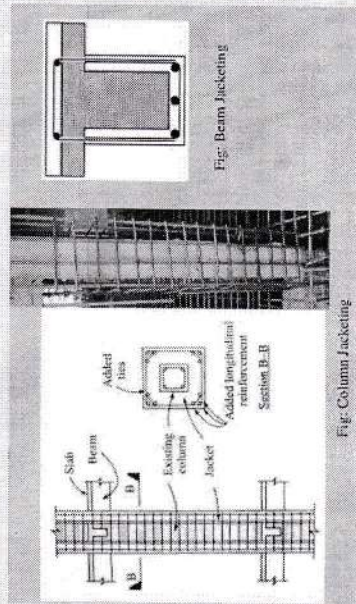 Fig: Beam Jacketing
Slab
Beam
B
B
Existing
column
Jacket
Added
ties
Added longitudinal
reinforcement
Section B–B
Fig: Column Jacketing